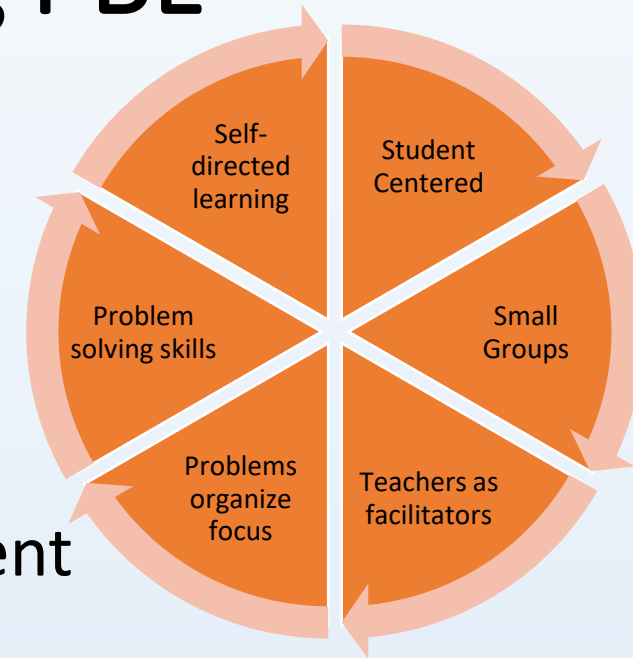 PBL
Self-
directed
learning
Student
Centered
Problem
solving skills
Small
Groups
Problems
organize
focus
Teachers as
facilitators
ent